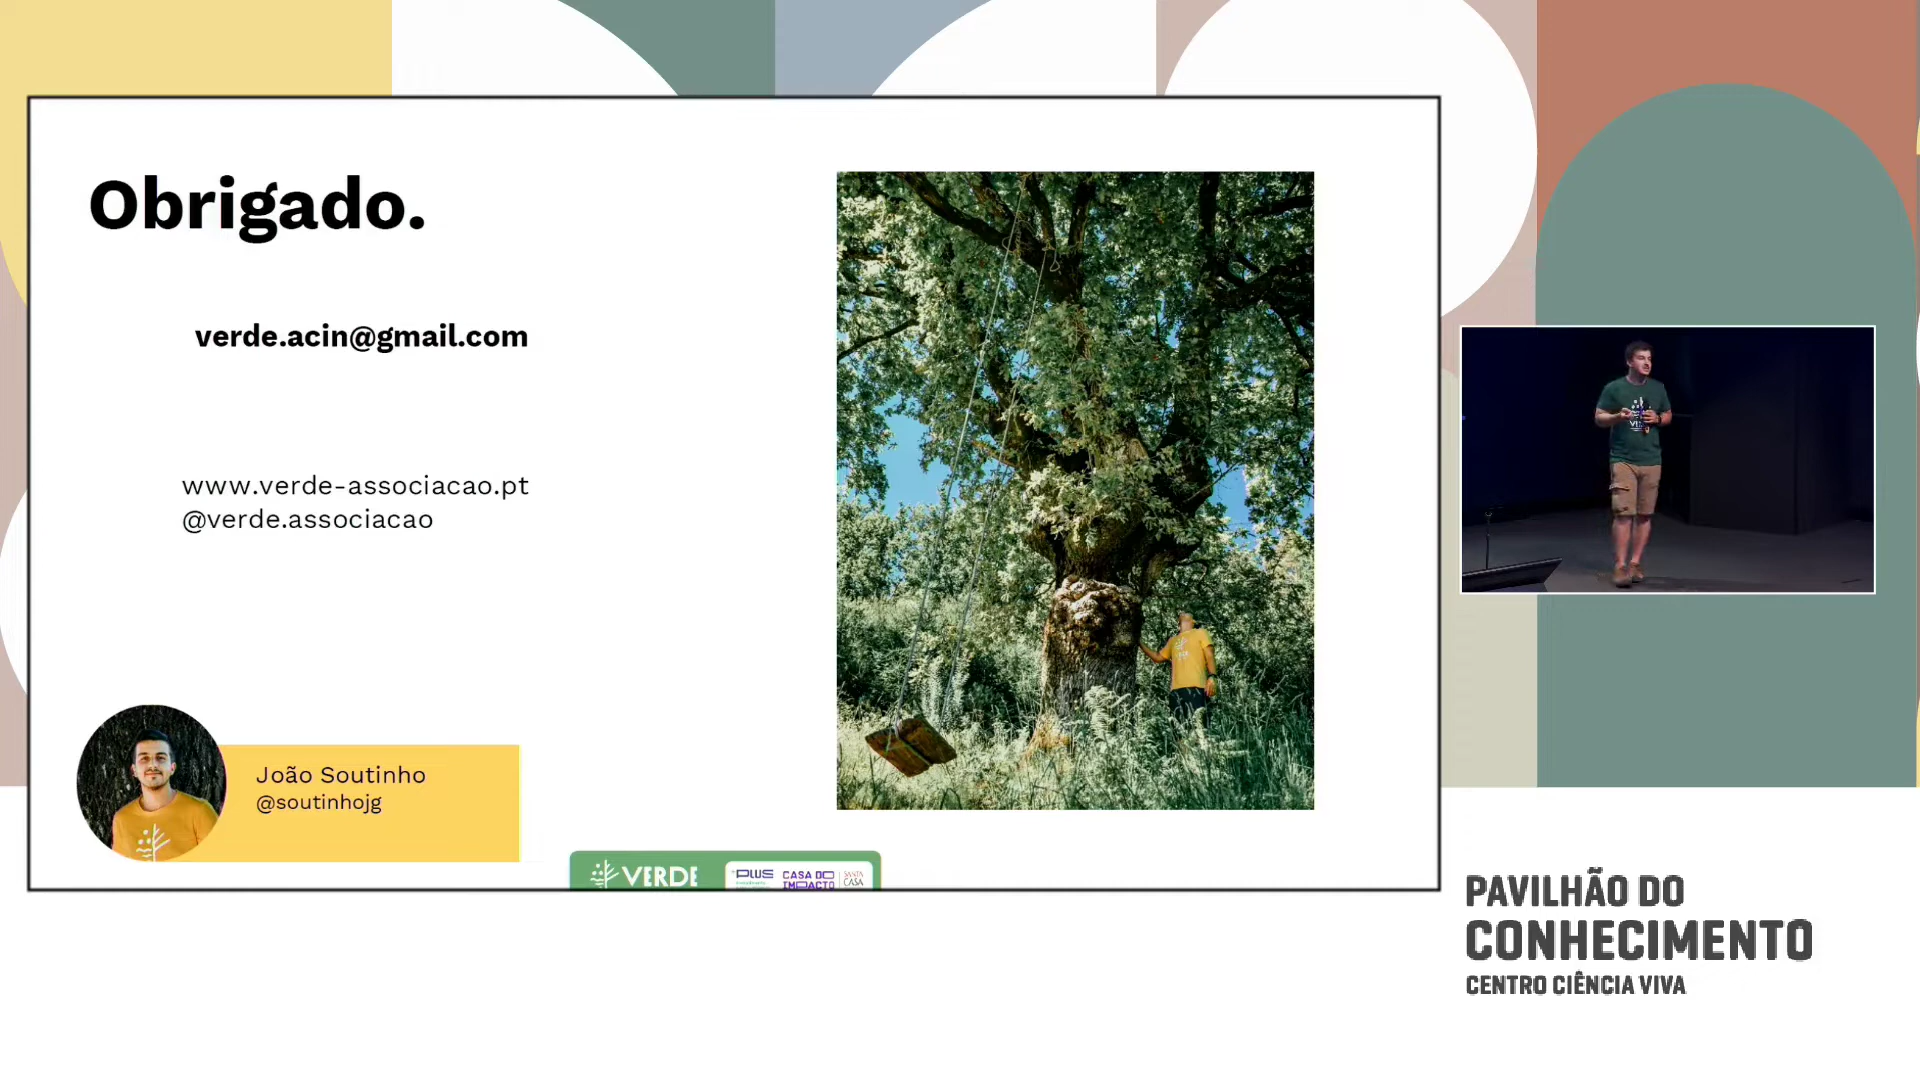 Obrigado.
verde.acin@gmail.com
www.verde-associacao.pt
@verde.associacao
João Soutinho
@soutinhojg
VERDE
PLUS
CASA DO
IMPACTO
SANTA
CASA
PAVILHÃO DO
CONHECIMENTO
CENTRO CIÊNCIA VIVA